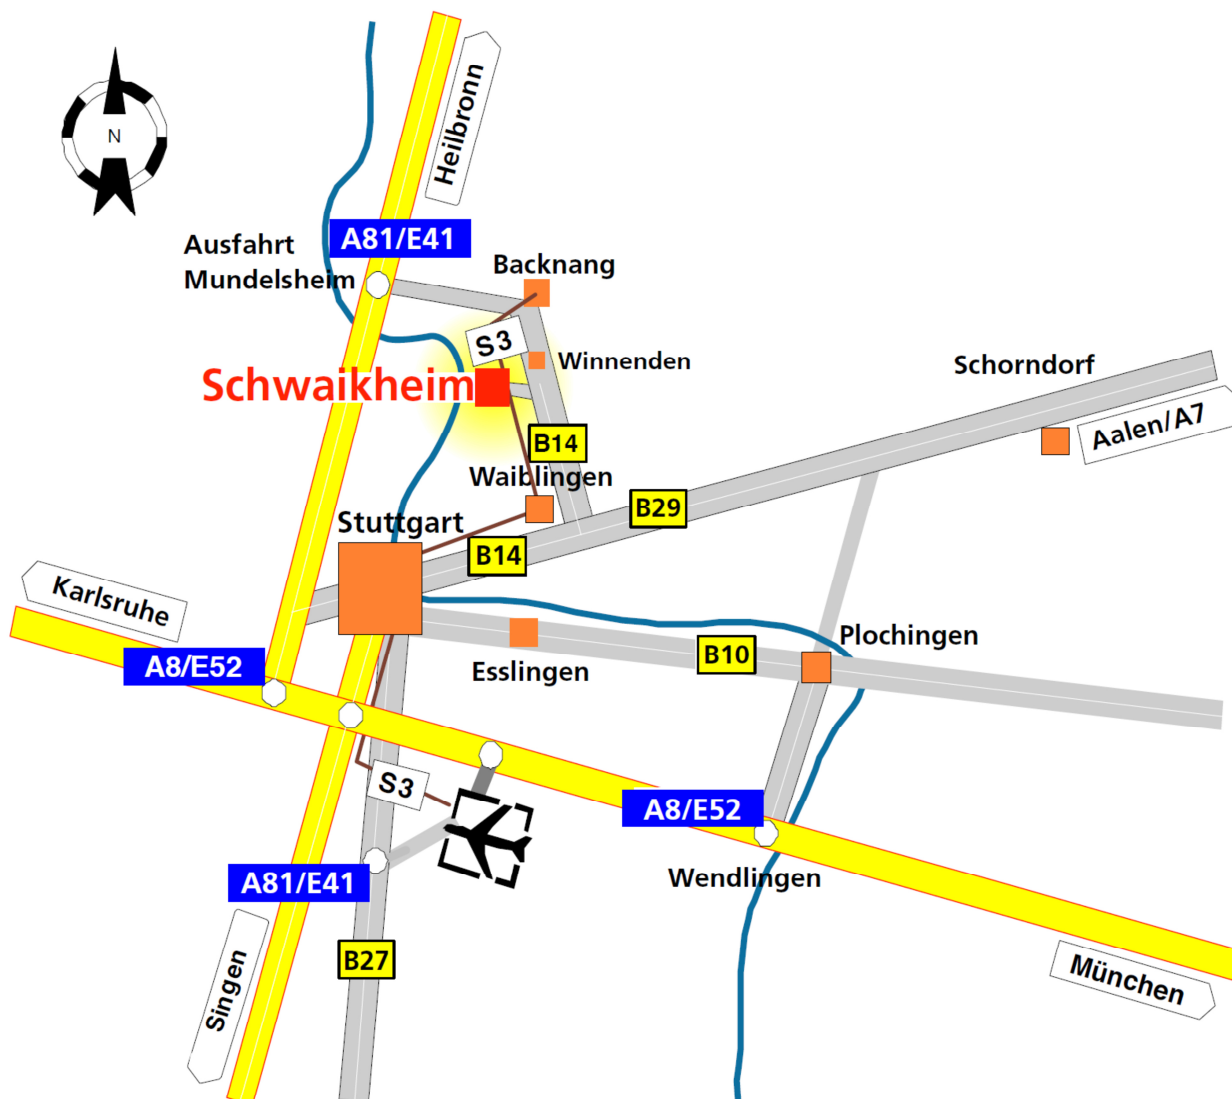 Heilbronn
N
A81/E41
Ausfahrt
Mundelsheim
Backnang
S3
Winnenden
Schorndorf
Schwaikheim
Aalen/A7
B14
Waiblingen
B29
Stuttgart
B14
Karlsruhe
Plochingen
A8/E52
B10
Esslingen
S3
A8/E52
A81/E41
Wendlingen
B27
Singen
München